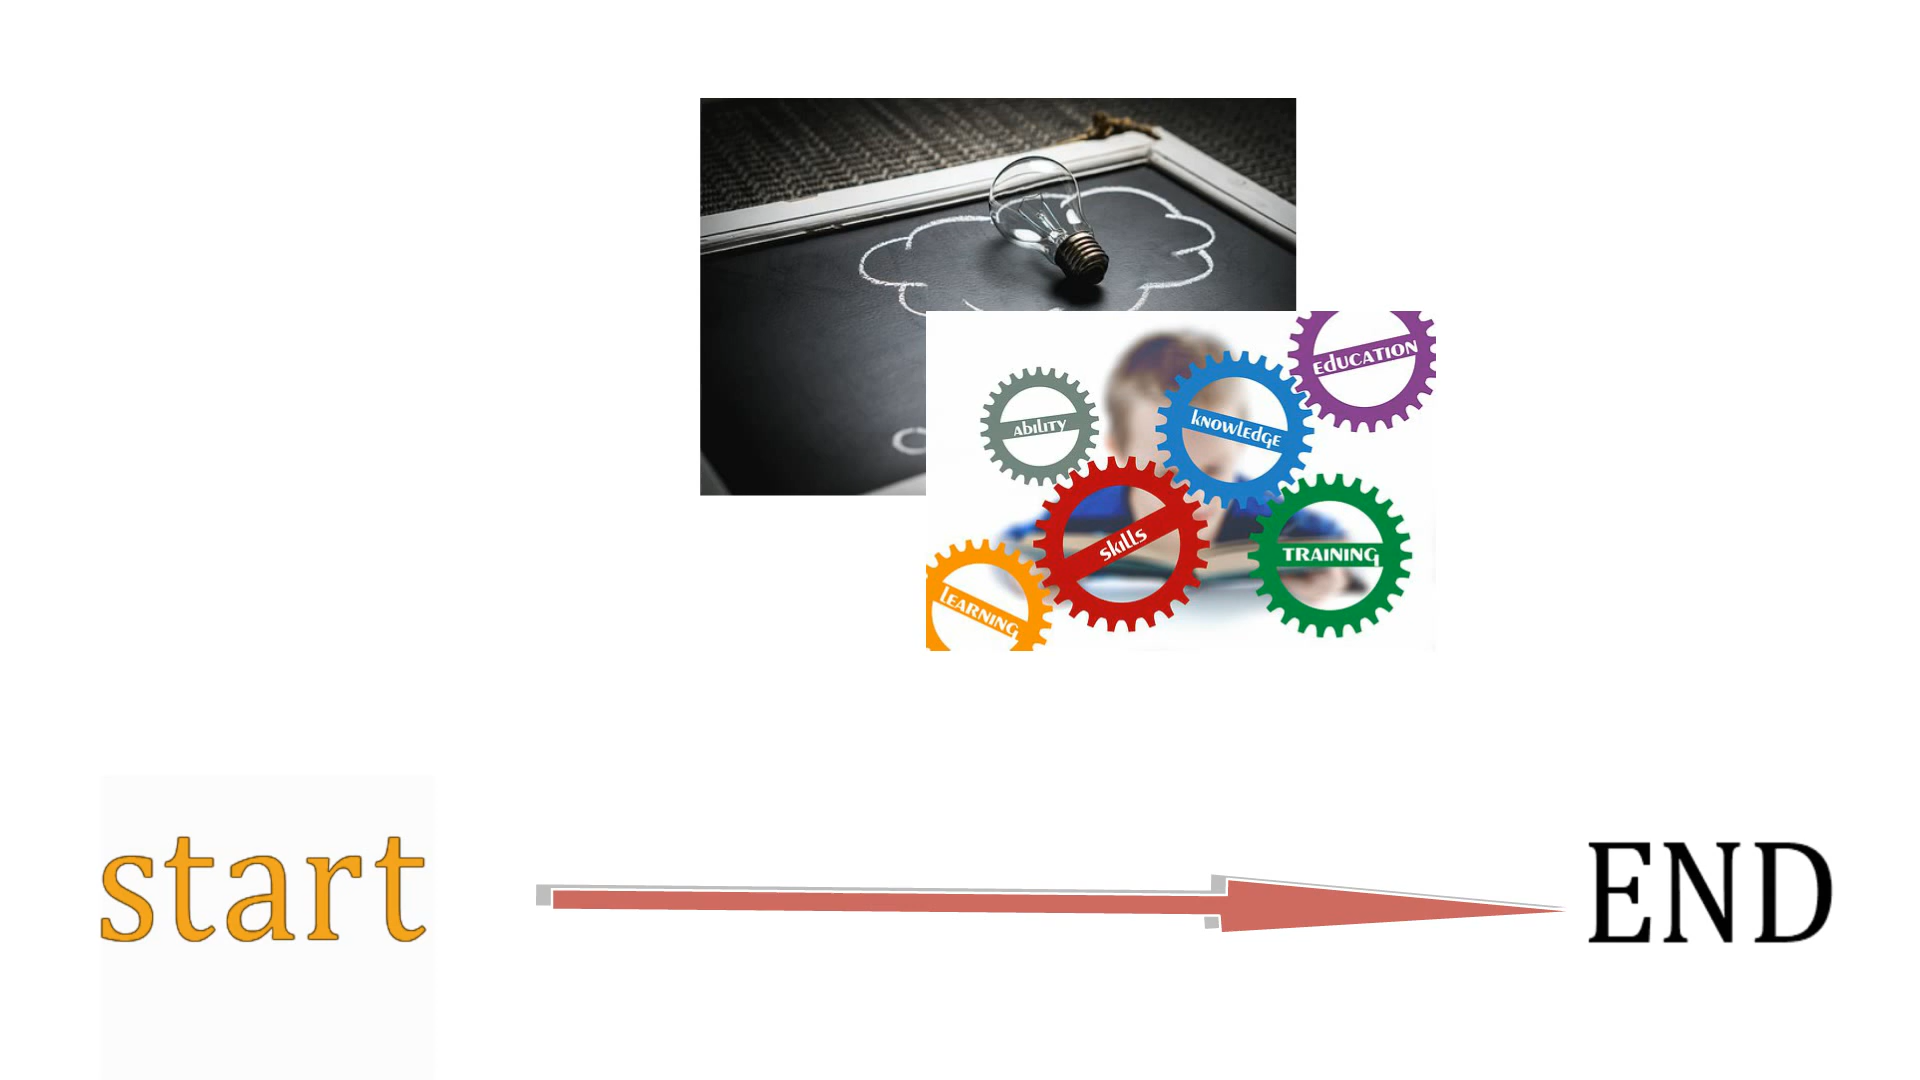 EdUCATION
AbiliTY
kNOWlEdGE
skills
TRAINING
lEARNING
start
END